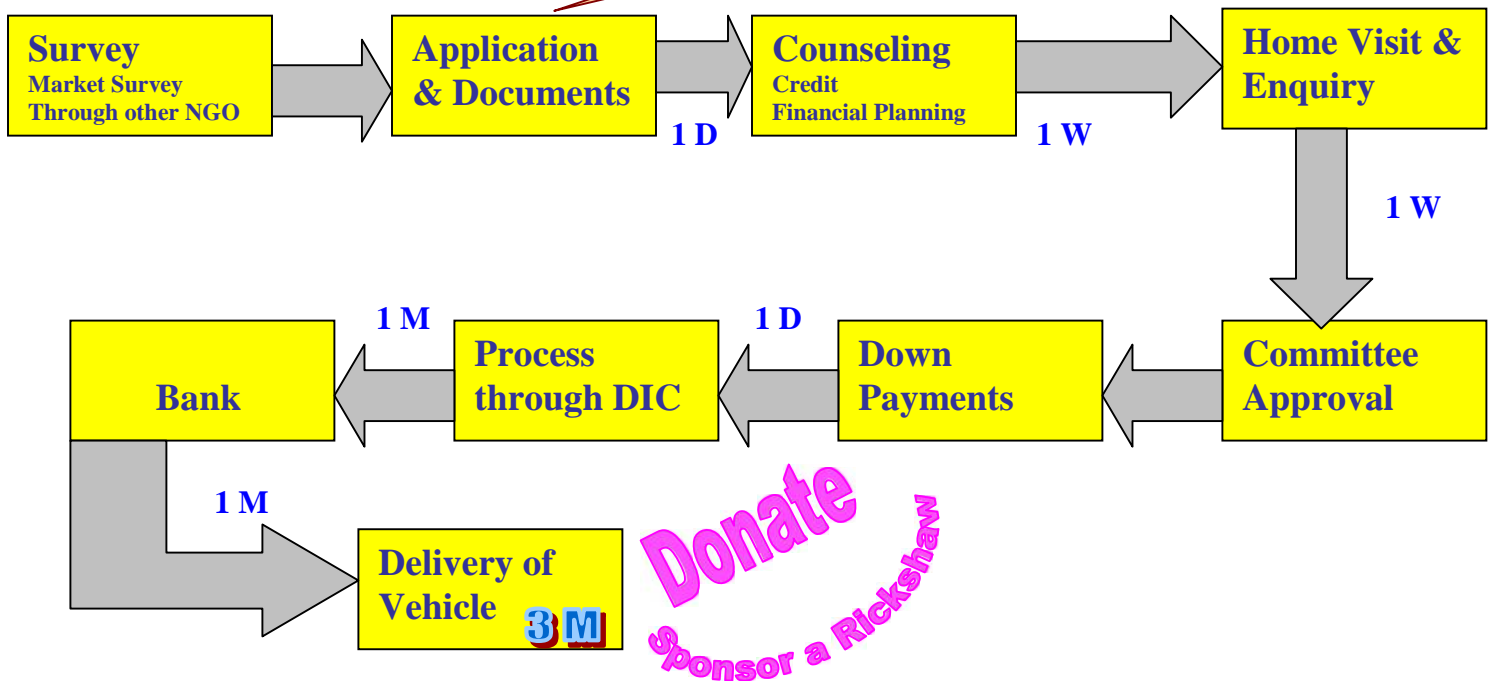 Survey
Market Survey
Through other NGO
Application
& Documents
1 D
Counseling
Credit
Financial Planning
1 W
Home Visit &
Enquiry
1 W
Committee
Approval
Down
Payments
1 D
Process
through DIC
1 M
Bank
1 M
Delivery of
Vehicle
3 M
Donate
Sponsor a Rickshaw